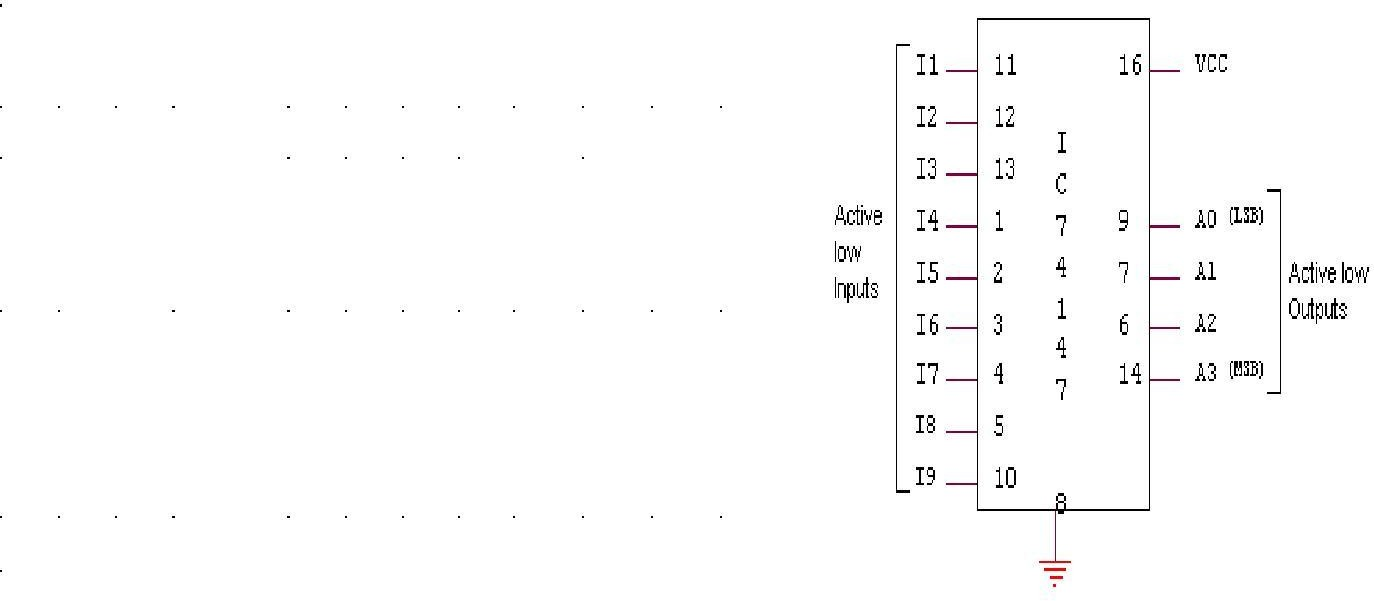 I1 11 16 VCC
I2 12
I
I3 13
C
Active
low
Inputs
I4 1 7 9 A0 (LSB)
I5 2 4 7 A1
Active low
Outputs
1
I6 3 6 A2
4
I7 4 14 A3 (MSB)
7
I8 5
I9 10
8